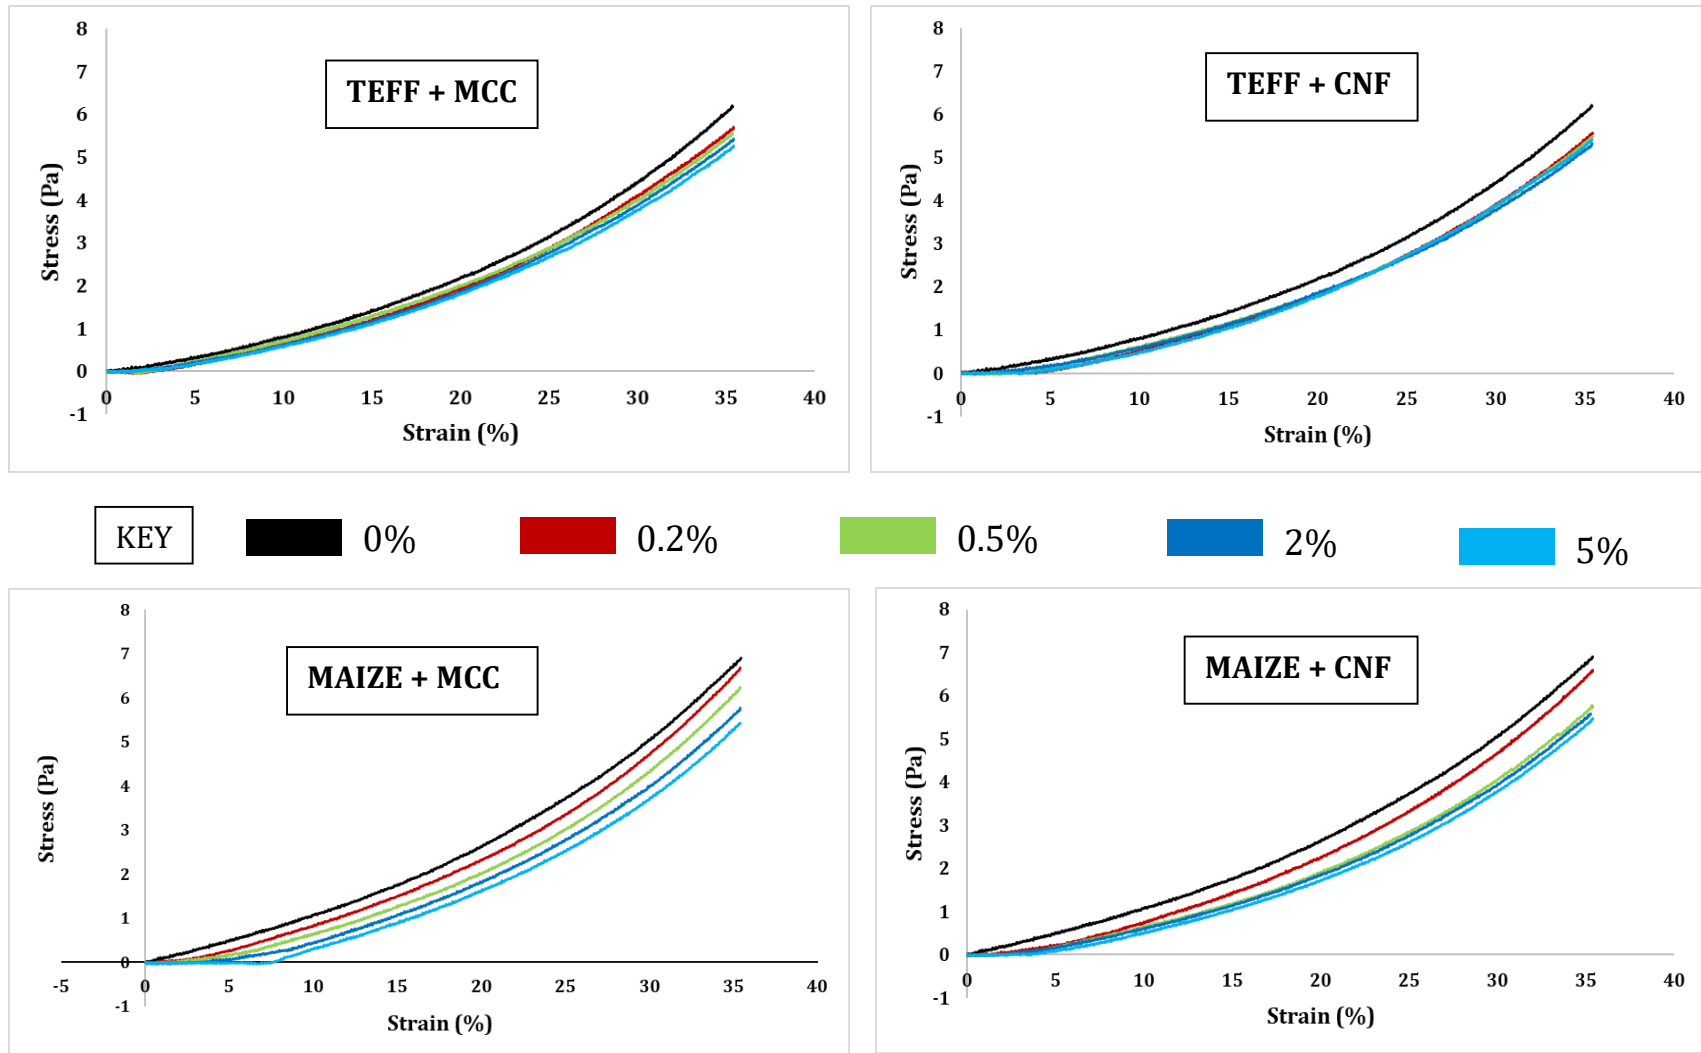 TEFF + MCC
Stress (Pa)
8
7
6
5
4
3
2
1
0
-1
0 5 10 15 20 25 30 35 40
Strain (%)
TEFF + CNF
Stress (Pa)
8
7
6
5
4
3
2
1
0
-1
0 5 10 15 20 25 30 35 40
Strain (%)
KEY 0% 0.2% 0.5% 2% 5%
MAIZE + MCC
Stress (Pa)
8
7
6
5
4
3
2
1
0
-1
-5 0 5 10 15 20 25 30 35 40
Strain (%)
MAIZE + CNF
Stress (Pa)
8
7
6
5
4
3
2
1
0
-1
0 5 10 15 20 25 30 35 40
Strain (%)